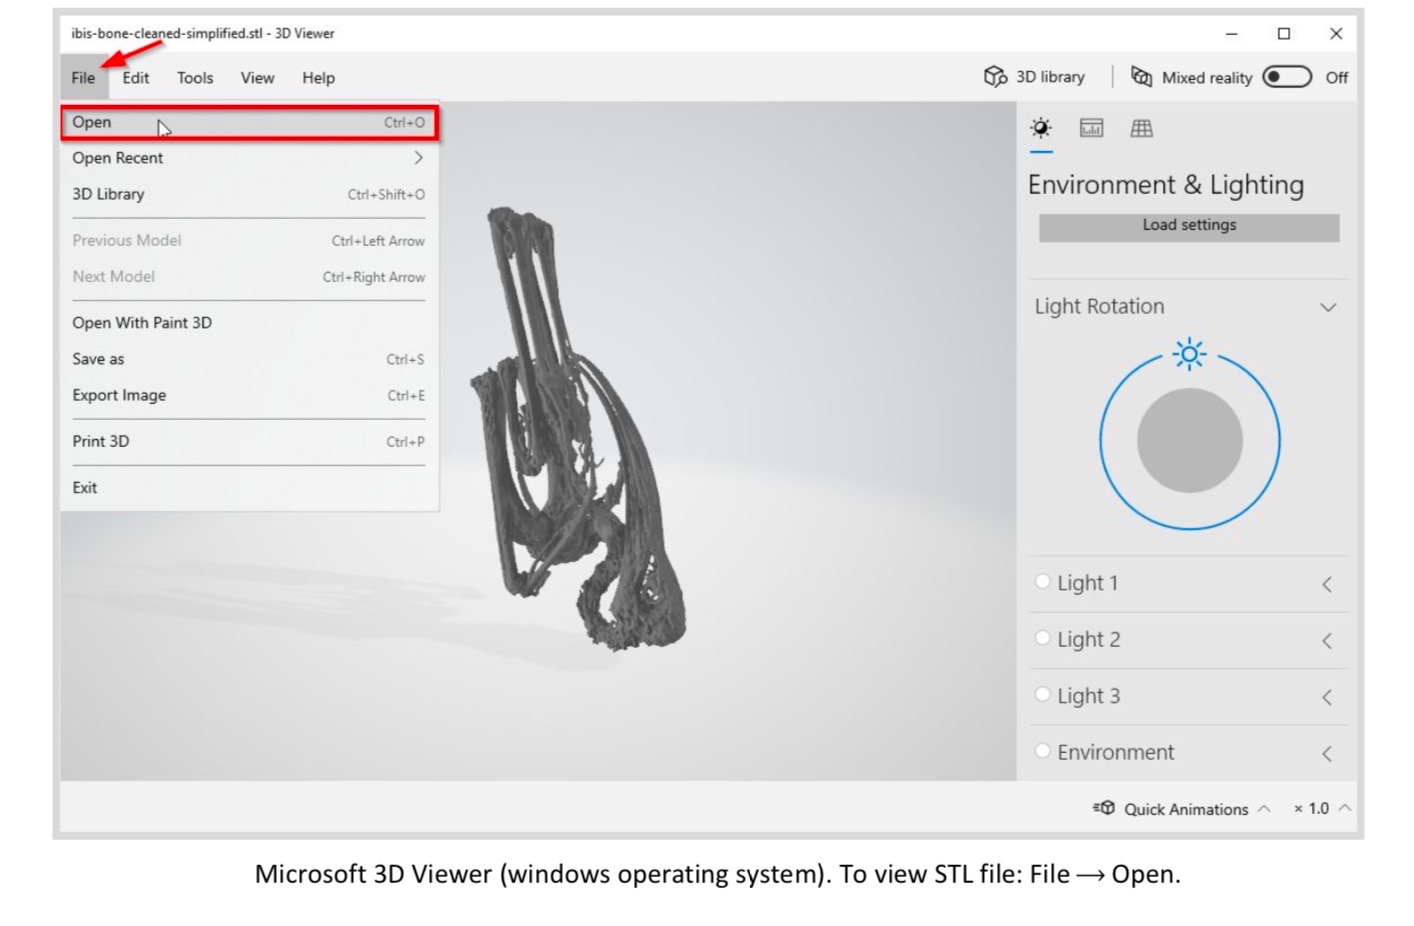 ibis-bone-cleaned-simplified.stl - 3D Viewer
File Edit Tools View Help 3D library Mixed reality Off
Open Ctrl+O
Open Recent
3D Library Ctrl+Shift+O
Previous Model Ctrl+Left Arrow
Next Model Ctrl+Right Arrow
Open With Paint 3D
Save as Ctrl+S
Export Image Ctrl+E
Print 3D Ctrl+P
Exit
Environment & Lighting
Load settings
Light Rotation
Light 1
Light 2
Light 3
Environment
Quick Animations × 1.0
Microsoft 3D Viewer (windows operating system). To view STL file: File ⟶ Open.